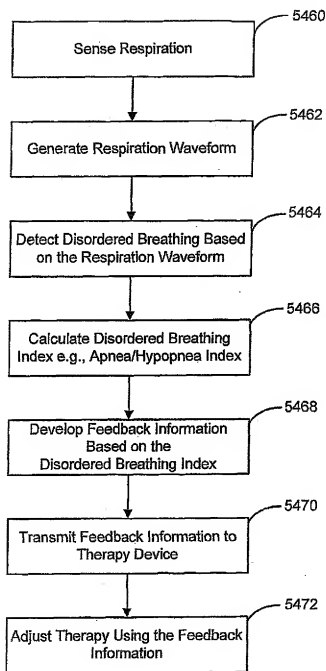 5460
Sense Respiration
5462
Generate Respiration Waveform
5464
Detect Disordered Breathing Based
on the Respiration Waveform
5466
Calculate Disordered Breathing
Index e.g., Apnea/Hypopnea Index
5468
Develop Feedback Information
Based on the
Disordered Breathing Index
5470
Transmit Feedback Information to
Therapy Device
5472
Adjust Therapy Using the Feedback
Information